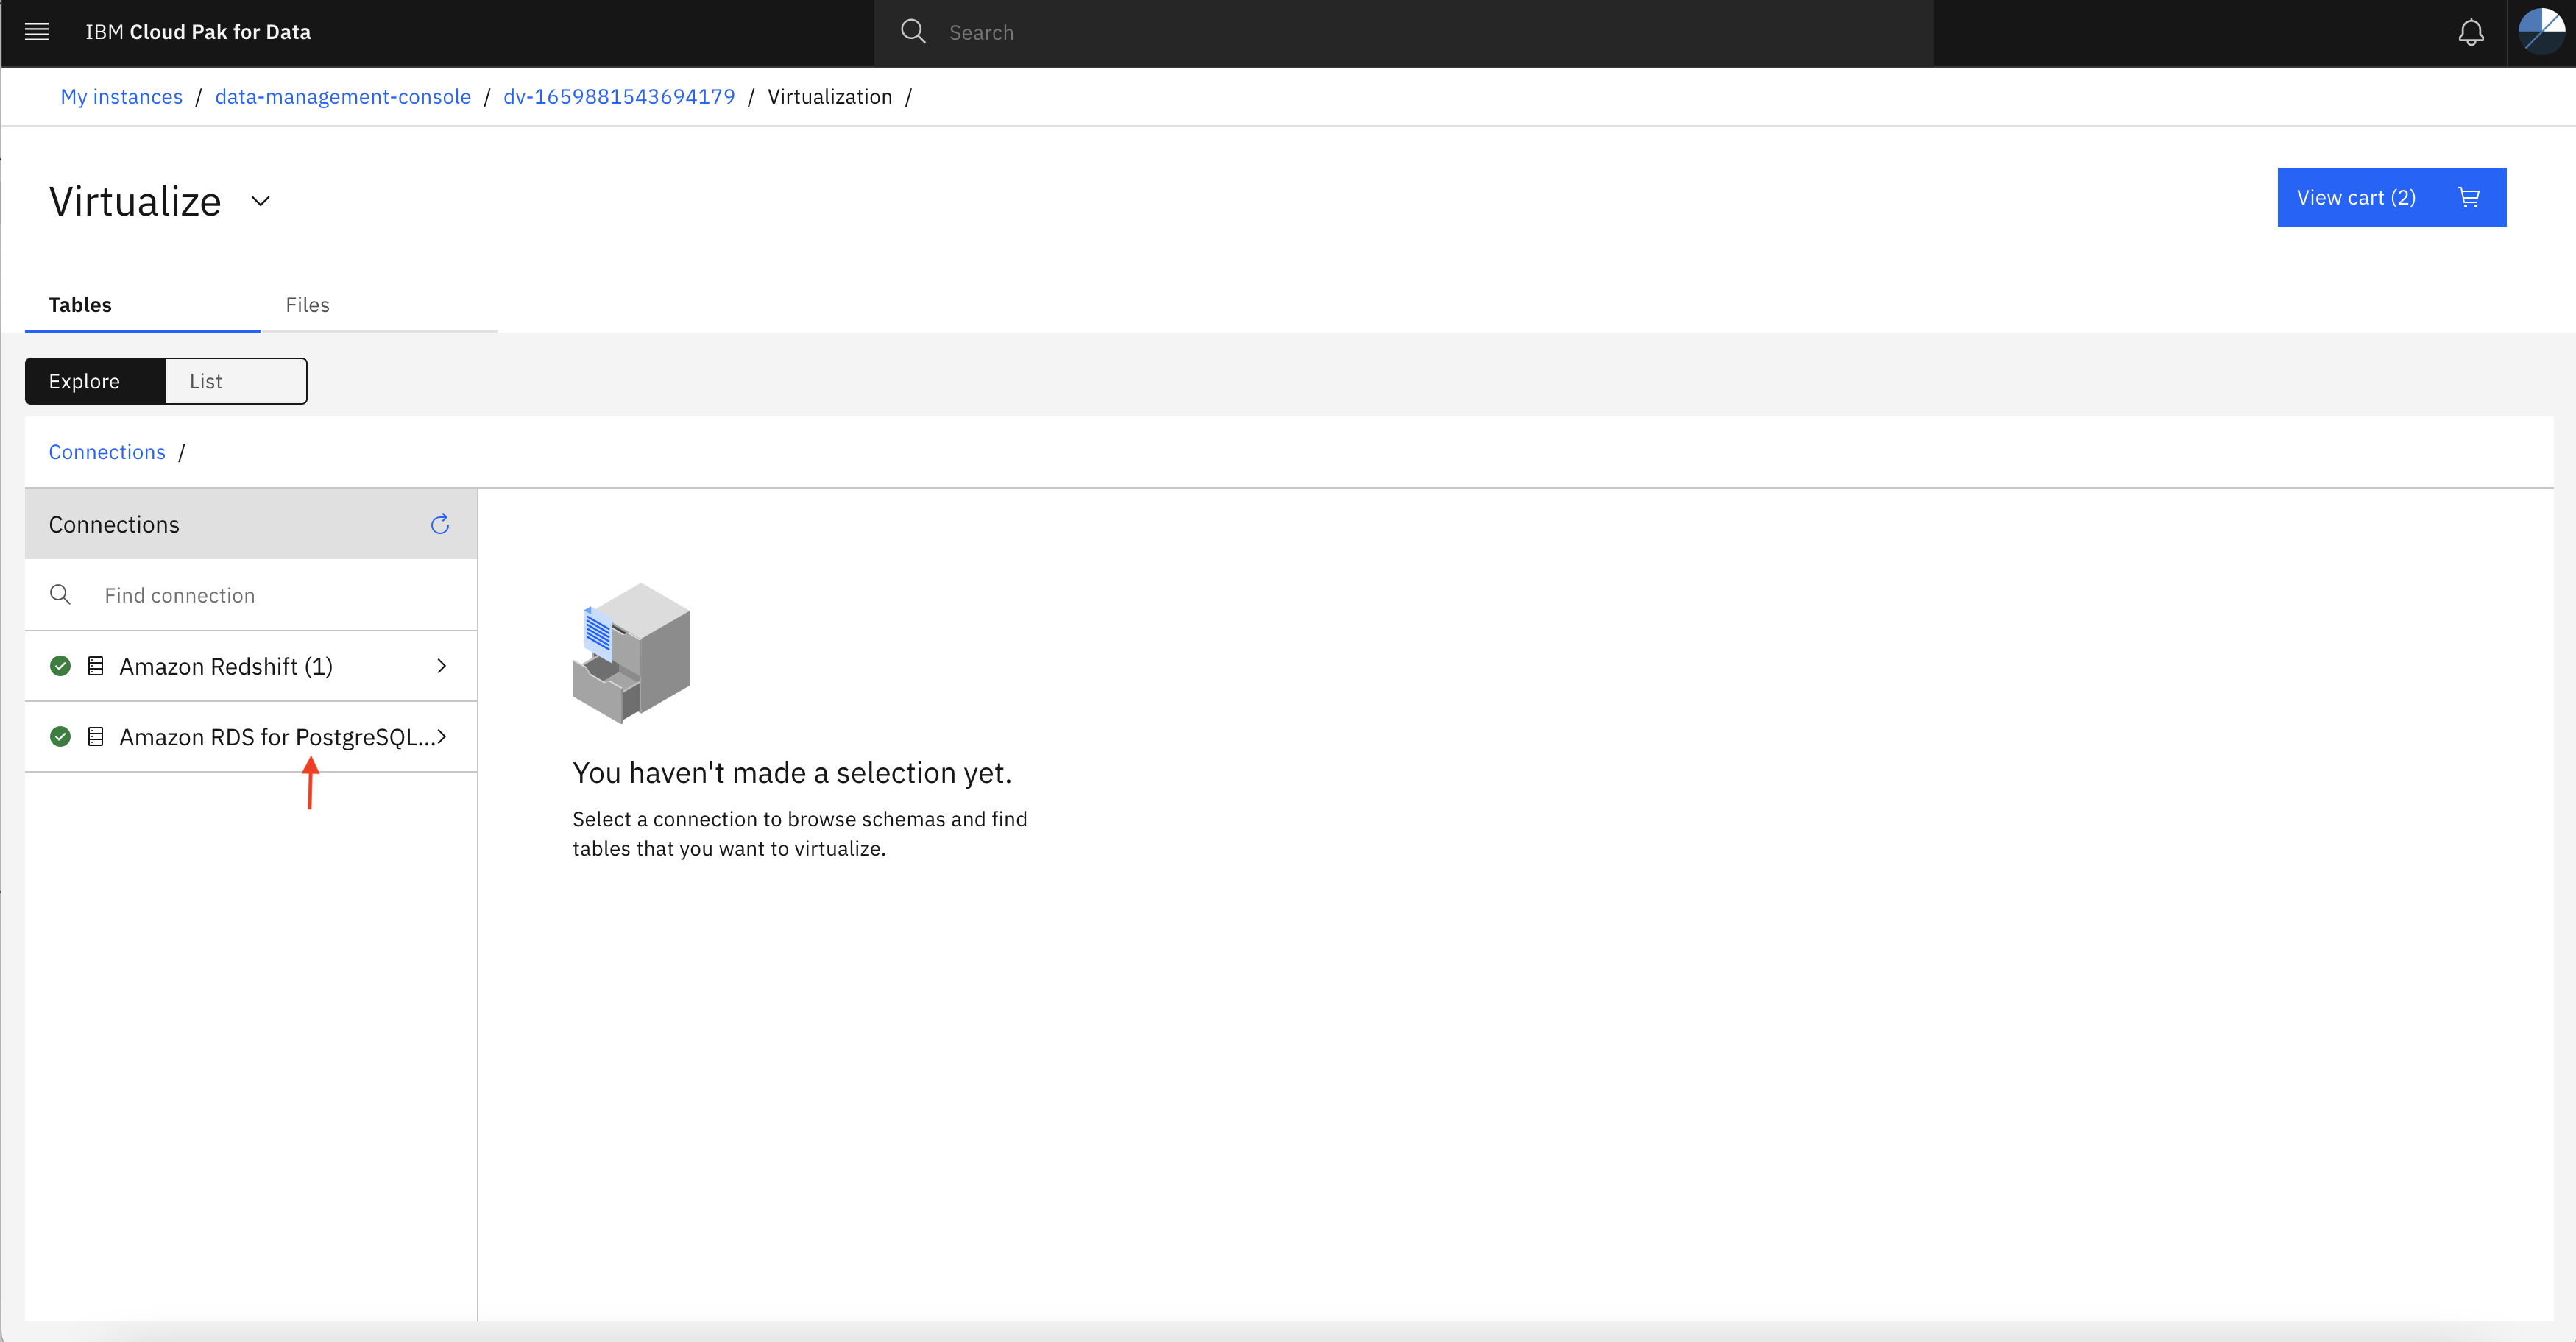 IBM Cloud Pak for Data
Search
My instances / data-management-console / dv-1659881543694179 / Virtualization /
Virtualize
View cart (2)
Tables
Files
Explore
List
Connections /
Connections
Find connection
Amazon Redshift (1)
Amazon RDS for PostgreSQL...
You haven't made a selection yet.
Select a connection to browse schemas and find
tables that you want to virtualize.